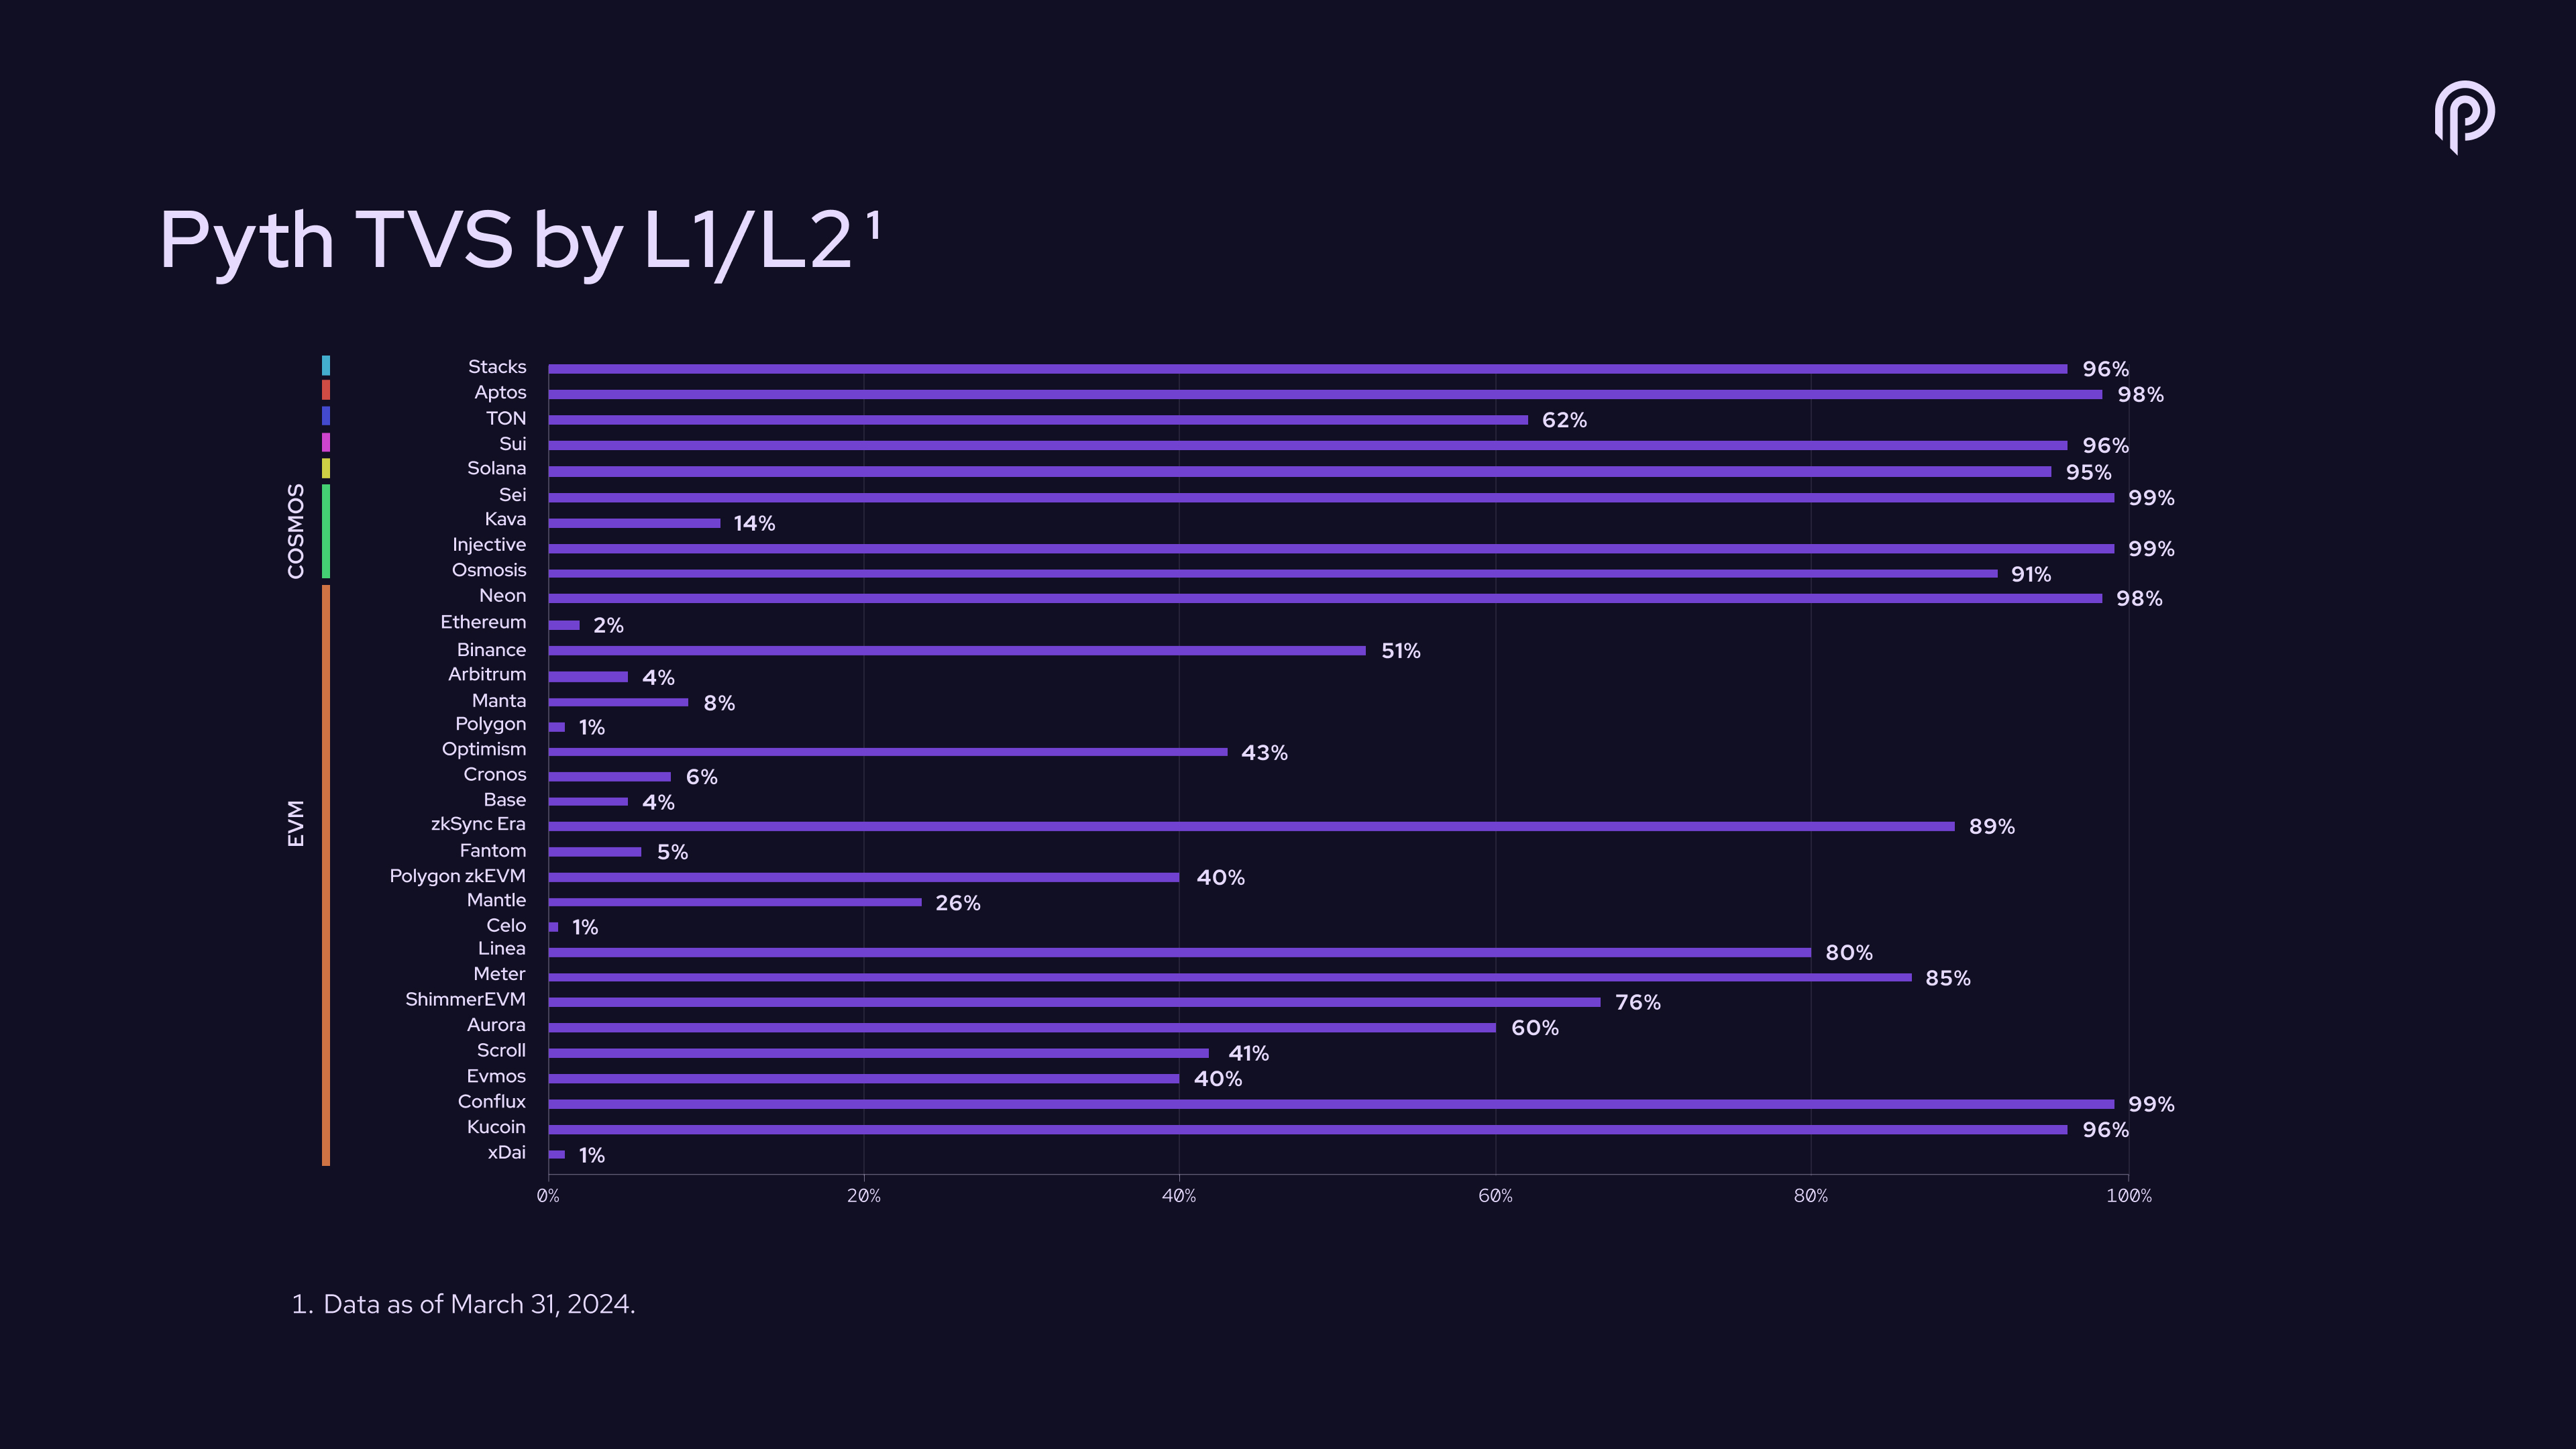 Pyth TVS by L1/L2 ¹
COSMOS
EVM
Stacks 96%
Aptos 98%
TON 62%
Sui 96%
Solana 95%
Sei 99%
Kava 14%
Injective 99%
Osmosis 91%
Neon 98%
Ethereum 2%
Binance 51%
Arbitrum 4%
Manta 8%
Polygon 1%
Optimism 43%
Cronos 6%
Base 4%
zkSync Era 89%
Fantom 5%
Polygon zkEVM 40%
Mantle 26%
Celo 1%
Linea 80%
Meter 85%
ShimmerEVM 76%
Aurora 60%
Scroll 41%
Evmos 40%
Conflux 99%
Kucoin 96%
xDai 1%
0% 20% 40% 60% 80% 100%
1. Data as of March 31, 2024.